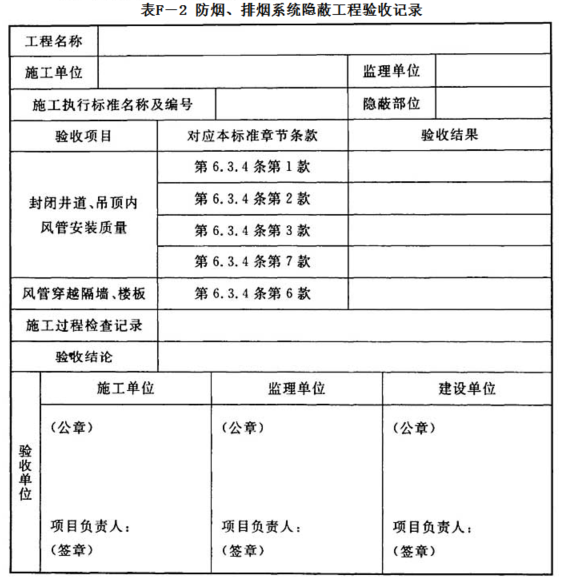 表F－2 防烟、排烟系统隐蔽工程验收记录
工程名称
施工单位 监理单位
施工执行标准名称及编号 隐蔽部位
验收项目 对应本标准章节条款 验收结果
封闭井道、吊顶内
风管安装质量
第6.3.4条第1款
第6.3.4条第2款
第6.3.4条第3款
第6.3.4条第7款
风管穿越隔墙、楼板 第6.3.4条第6款
施工过程检查记录
验收结论
验收单位
施工单位 监理单位 建设单位
(公章) (公章) (公章)
项目负责人: 项目负责人: 项目负责人:
(签章) (签章) (签章)